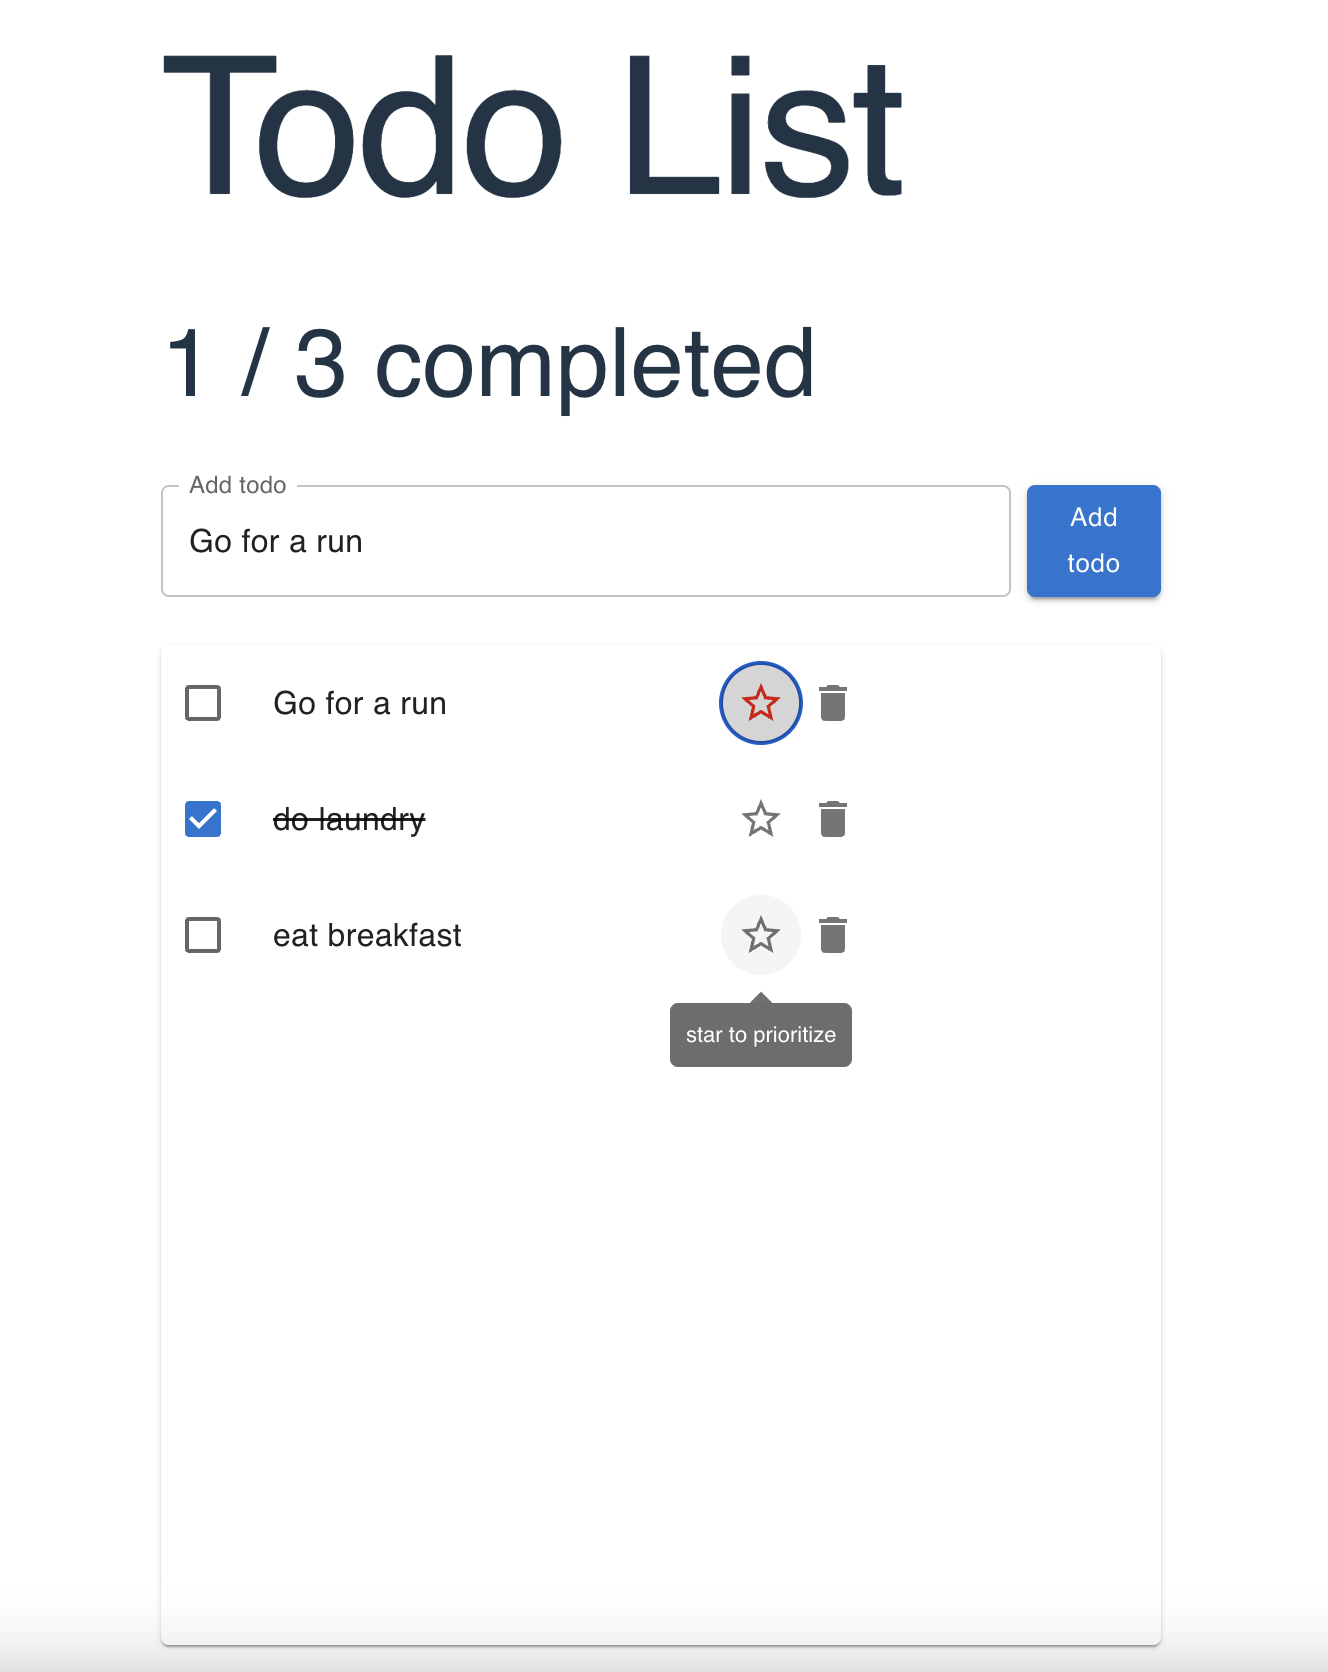 Todo List
1 / 3 completed
Add todo
Go for a run
Add
todo
Go for a run
do laundry
eat breakfast
star to prioritize